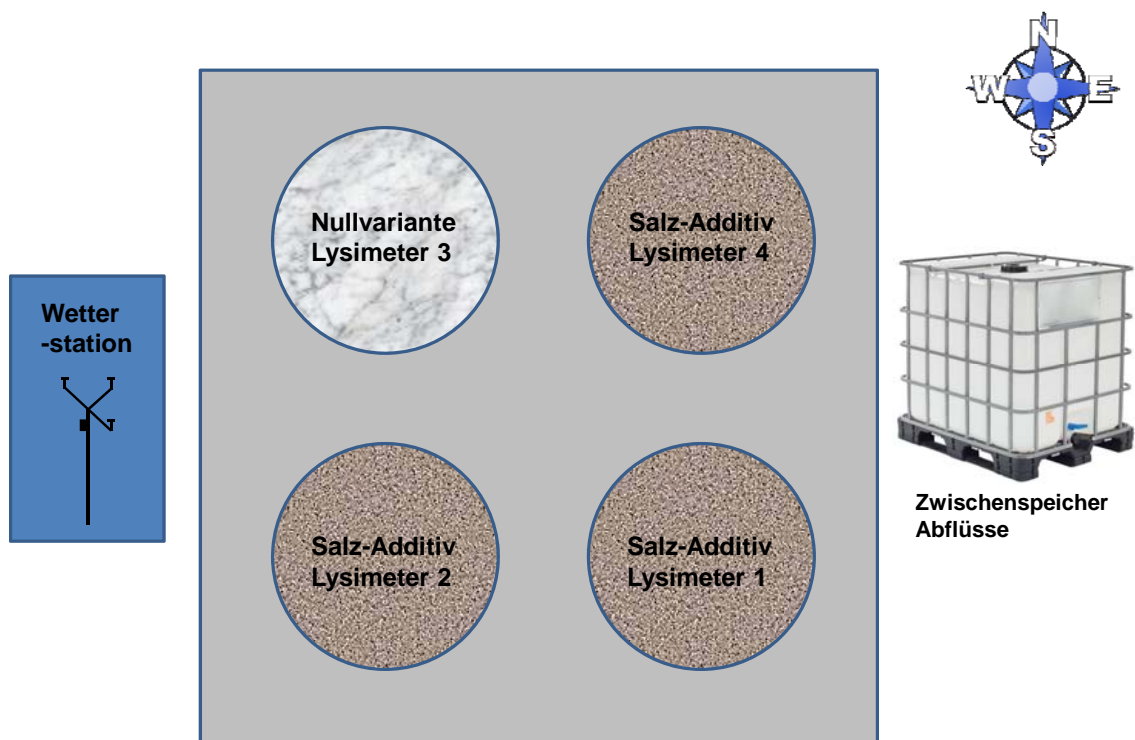 N
W E
S
Nullvariante
Lysimeter 3
Salz-Additiv
Lysimeter 4
Wetter
-station
Salz-Additiv
Lysimeter 2
Salz-Additiv
Lysimeter 1
Zwischenspeicher
Abflüsse